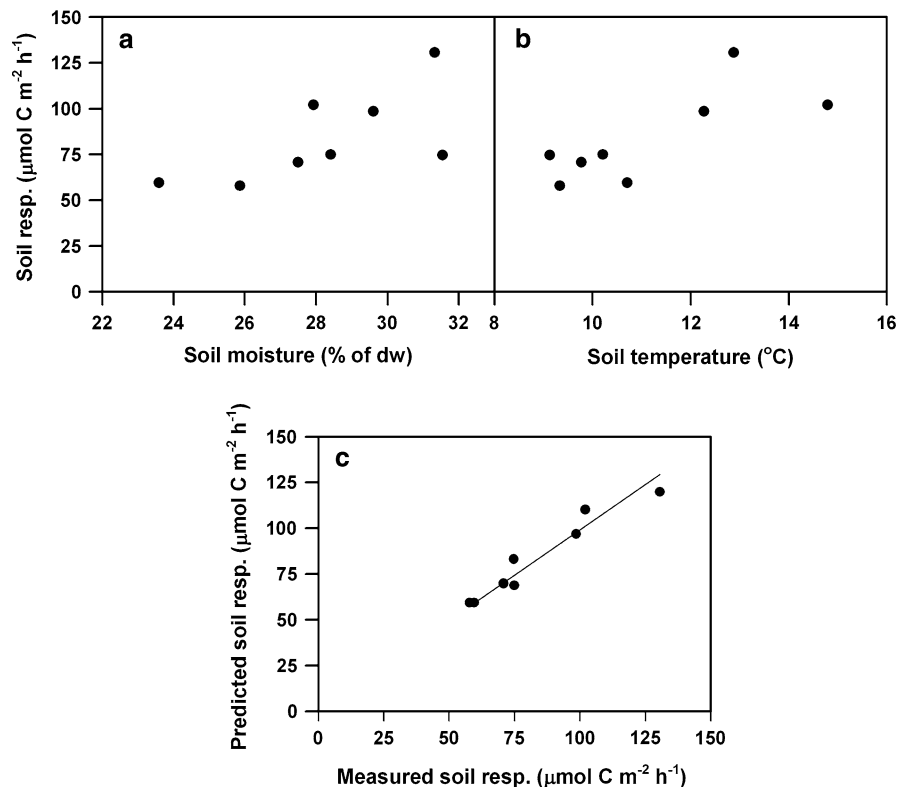 a
b
150
125
100
75
50
25
0
Soil resp. (μmol C m-2 h-1)
22 24 26 28 30 32 8 10 12 14 16
Soil moisture (% of dw)
Soil temperature (oC)
c
150
125
100
75
50
25
0
Predicted soil resp. (μmol C m-2 h-1)
0 25 50 75 100 125 150
Measured soil resp. (μmol C m-2 h-1)